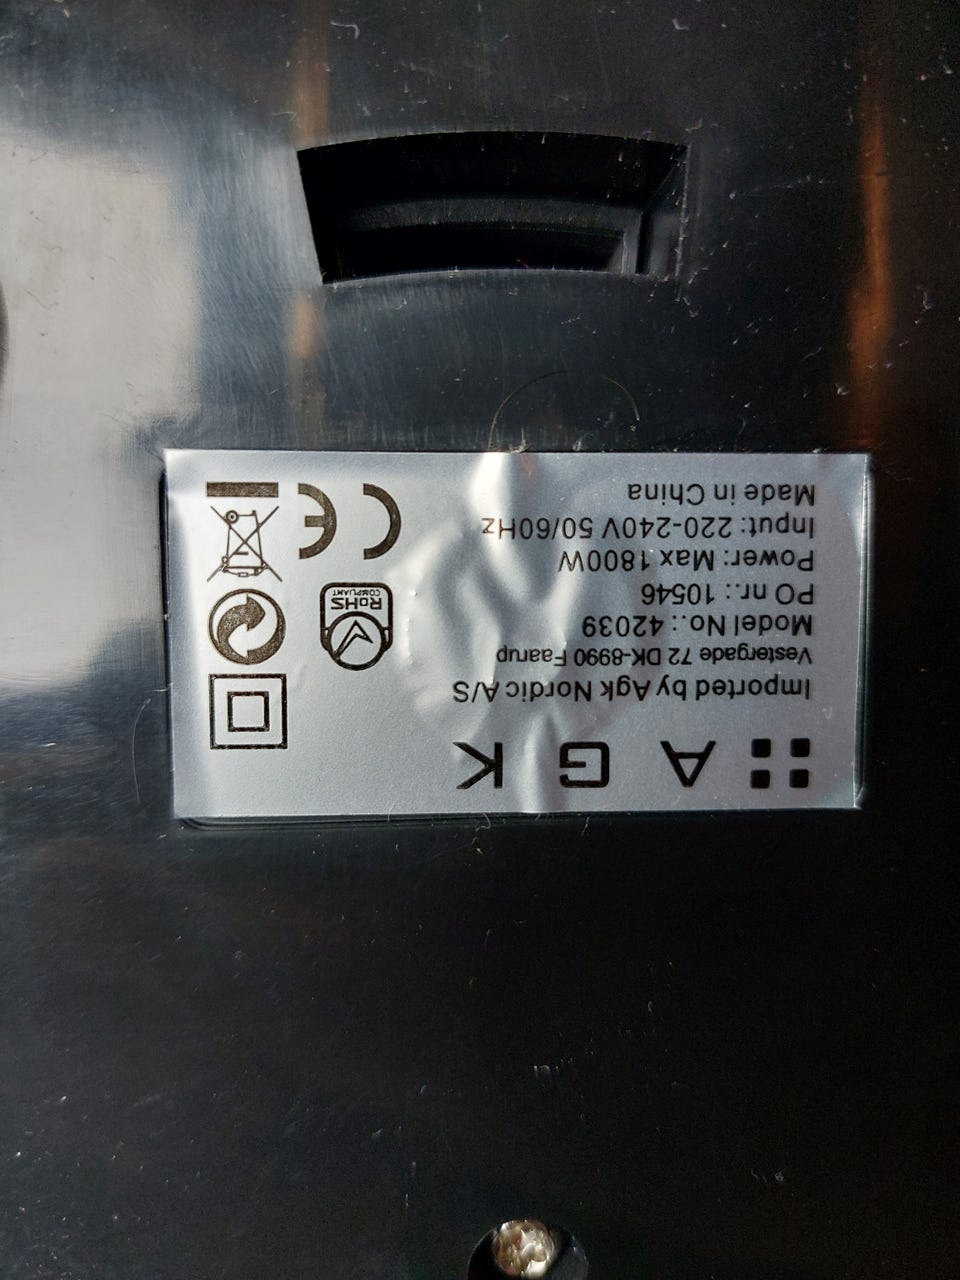 AGK
Imported by Agk Nordic A/S
Vestergade 72 DK-8990 Faarup
Model No.: 42039
PO nr.: 10546
Power: Max 1800W
Input: 220-240V 50/60Hz
Made in China
RoHS
COMPLIANT
CE